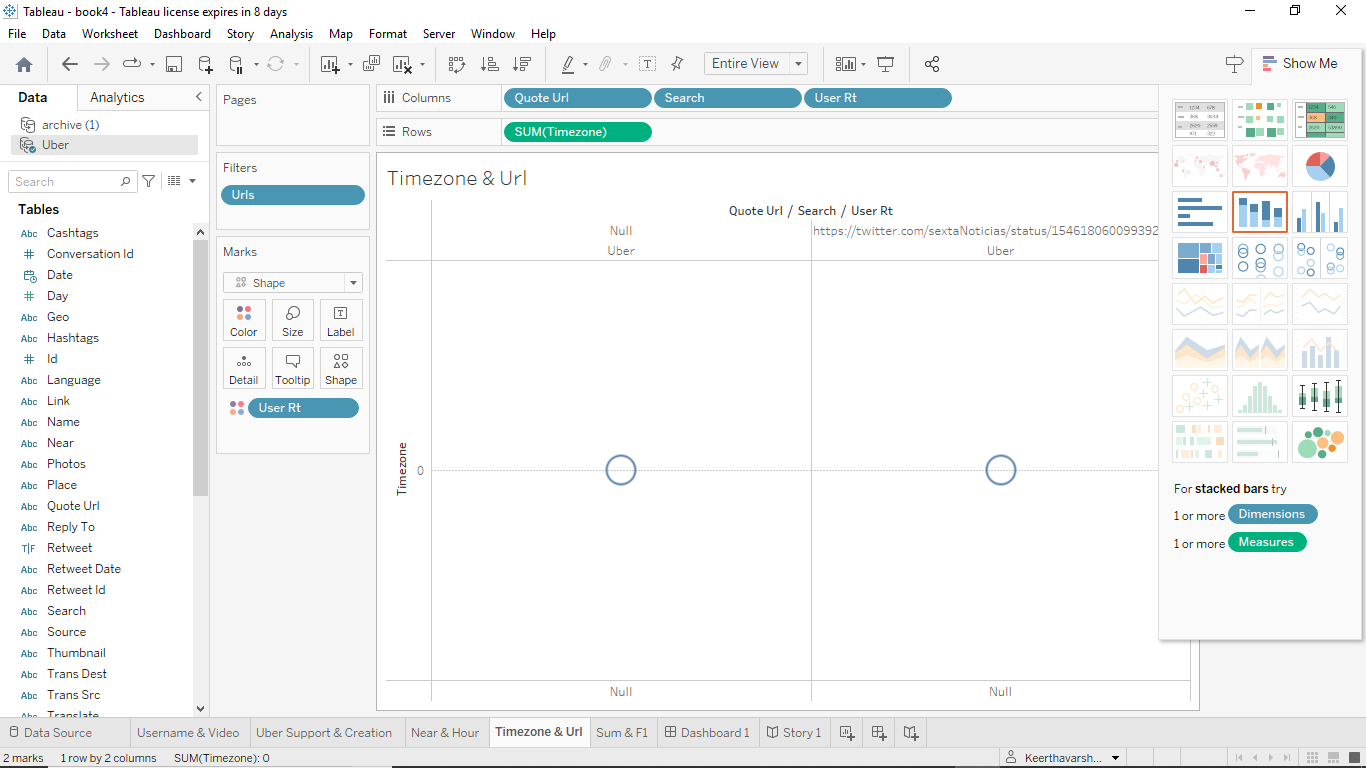 Tableau - book4 - Tableau license expires in 8 days
File Data Worksheet Dashboard Story Analysis Map Format Server Window Help
Entire View
Show Me
Data Analytics
archive (1)
Uber
Search
Tables
Abc Cashtags
Conversation Id
Date
Day
Abc Geo
Abc Hashtags
Id
Abc Language
Abc Link
Abc Name
Abc Near
Abc Photos
Abc Place
Abc Quote Url
Abc Reply To
T|F Retweet
Abc Retweet Date
Abc Retweet Id
Abc Search
Abc Source
Abc Thumbnail
Abc Trans Dest
Abc Trans Src
Abc Translate
Pages
Filters
Urls
Marks
Shape
Color Size Label
Detail Tooltip Shape
User Rt
Columns Quote Url Search User Rt
Rows SUM(Timezone)
Timezone & Url
Quote Url / Search / User Rt
Null https://twitter.com/sextaNoticias/status/154618060099392
Uber Uber
Timezone
0
Null Null
For stacked bars try
1 or more Dimensions
1 or more Measures
Data Source Username & Video Uber Support & Creation Near & Hour Timezone & Url Sum & F1 Dashboard 1 Story 1
2 marks 1 row by 2 columns SUM(Timezone): 0 Keerthavarsh...